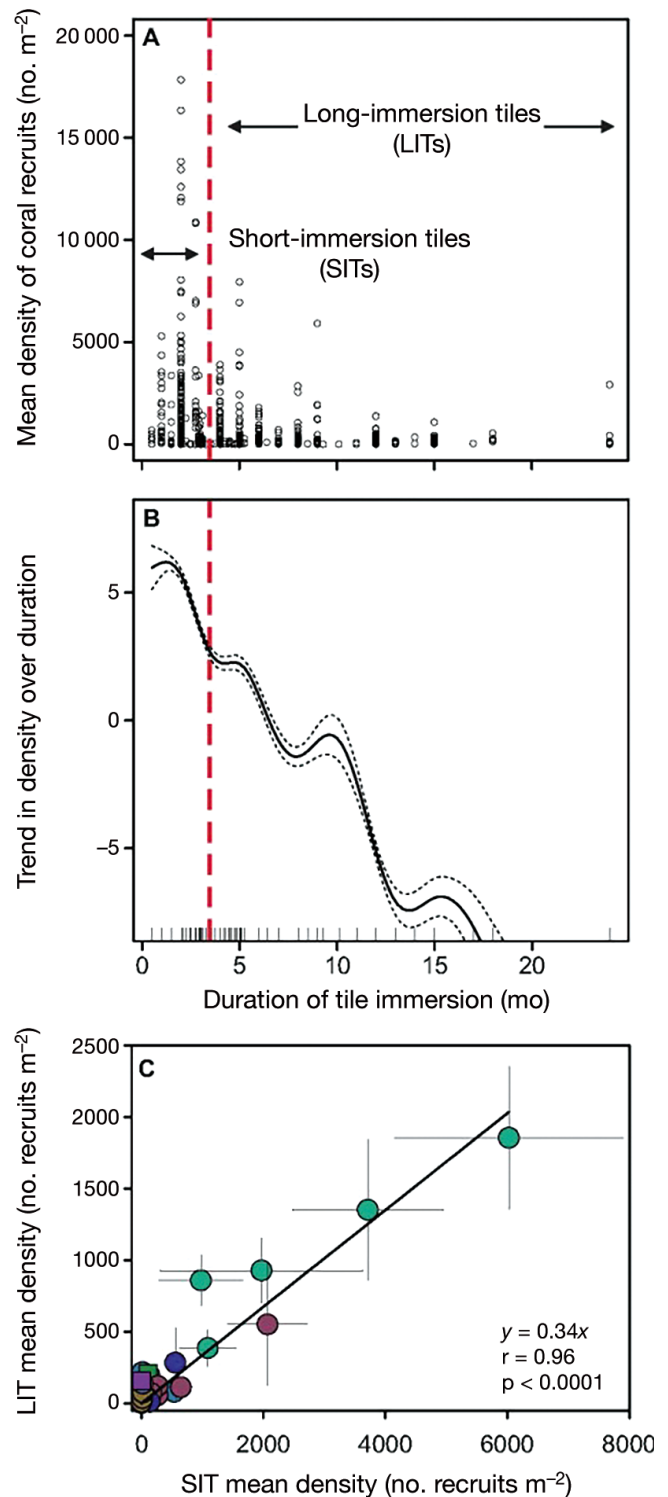 A
Mean density of coral recruits (no. m–2)
20 000
15 000
10 000
5000
0
Long-immersion tiles
(LITs)
Short-immersion tiles
(SITs)
B
Trend in density over duration
5
0
–5
0 5 10 15 20
Duration of tile immersion (mo)
C
LIT mean density (no. recruits m–2)
2500
2000
1500
1000
500
0
y = 0.34x
r = 0.96
p < 0.0001
0 2000 4000 6000 8000
SIT mean density (no. recruits m–2)